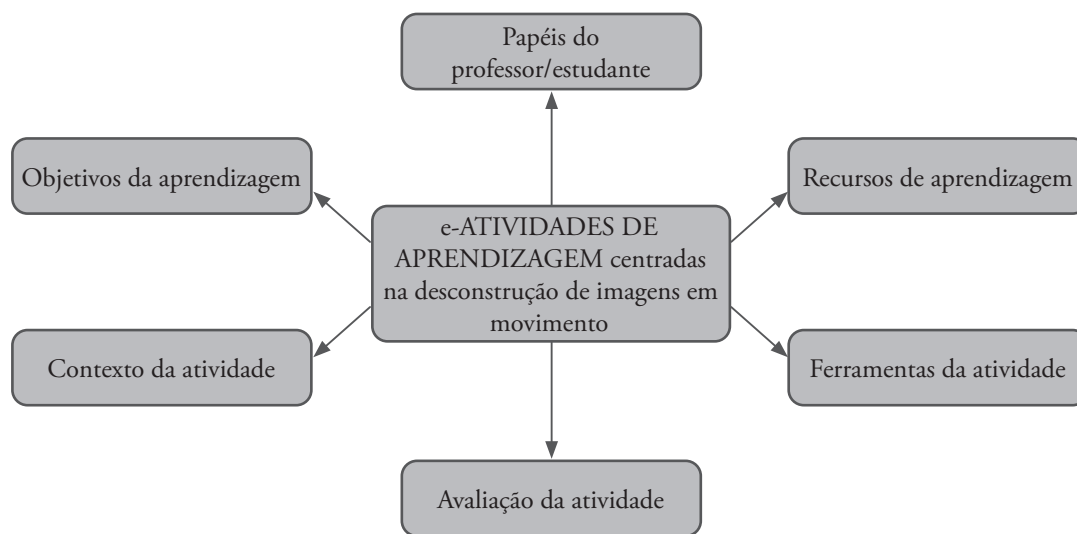 Papéis do
professor/estudante
Objetivos da aprendizagem
Recursos de aprendizagem
e-ATIVIDADES DE
APRENDIZAGEM centradas
na desconstrução de imagens em
movimento
Contexto da atividade
Ferramentas da atividade
Avaliação da atividade